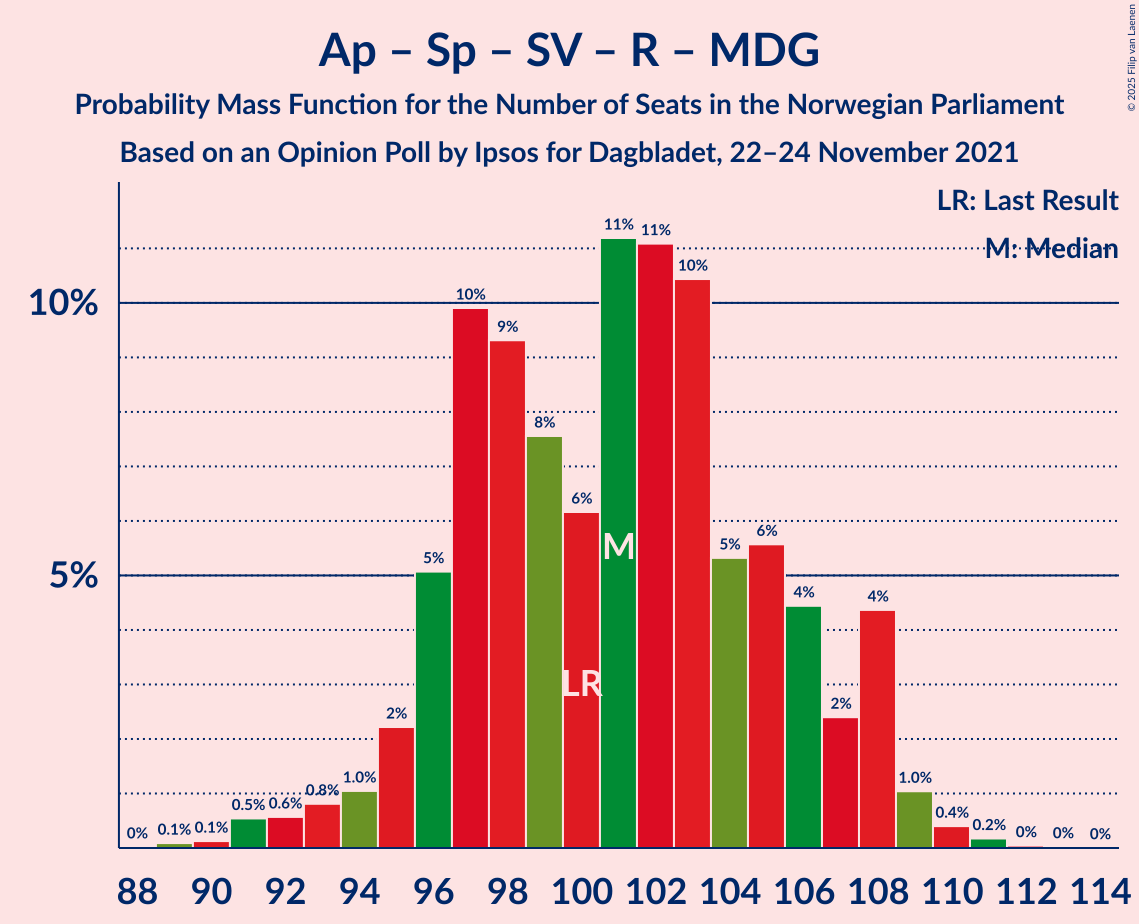 Ap – Sp – SV – R – MDG
Probability Mass Function for the Number of Seats in the Norwegian Parliament
Based on an Opinion Poll by Ipsos for Dagbladet, 22–24 November 2021
© 2025 Filip van Laenen
LR: Last Result
M: Median
10%
5%
0% 0.1% 0.1% 0.5% 0.6% 0.8% 1.0% 2% 5% 10% 9% 8% 6% 11% 11% 10% 5% 6% 4% 2% 4% 1.0% 0.4% 0.2% 0% 0% 0%
M
LR
88 90 92 94 96 98 100 102 104 106 108 110 112 114